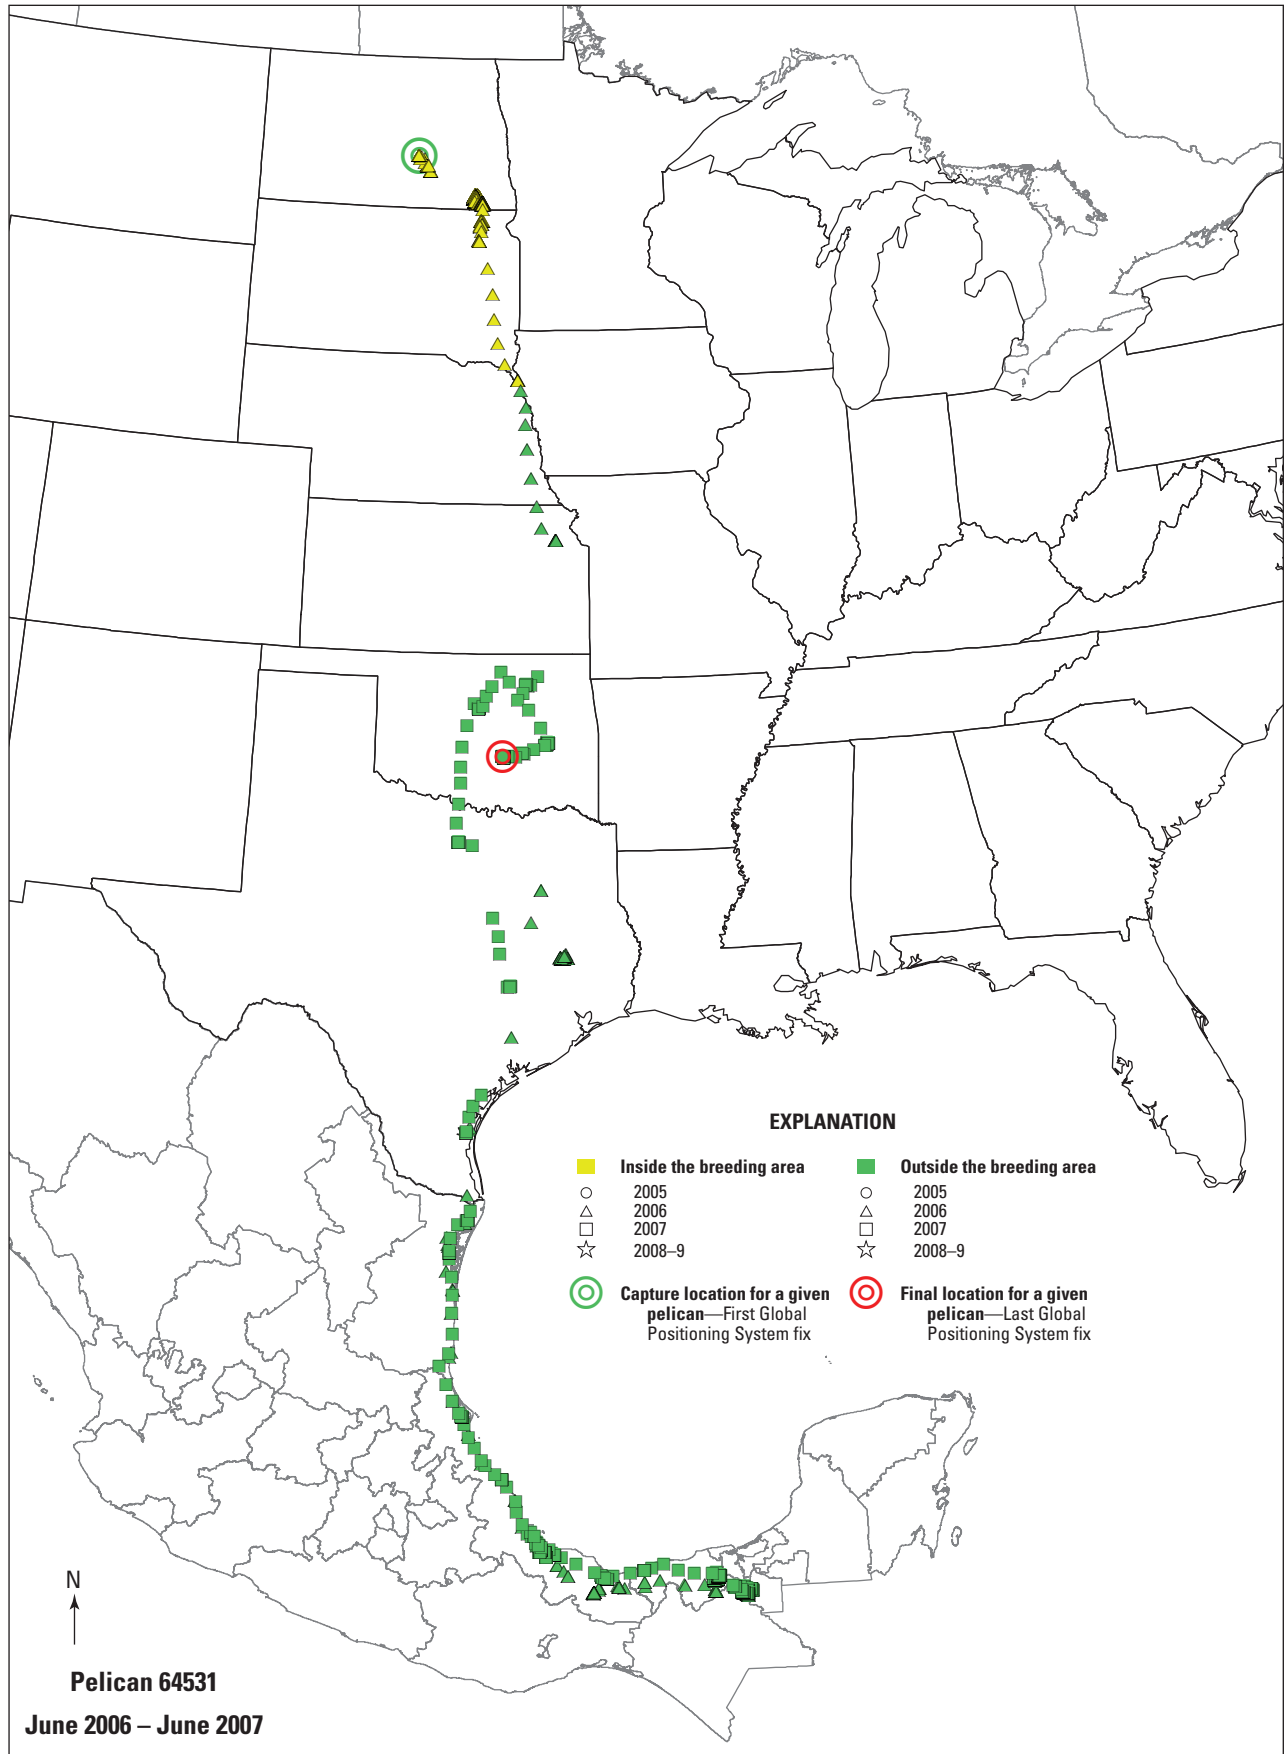 EXPLANATION
Inside the breeding area
2005
2006
2007
2008–9
Capture location for a given
pelican—First Global
Positioning System fix
Outside the breeding area
2005
2006
2007
2008–9
Final location for a given
pelican—Last Global
Positioning System fix
N
Pelican 64531
June 2006 – June 2007